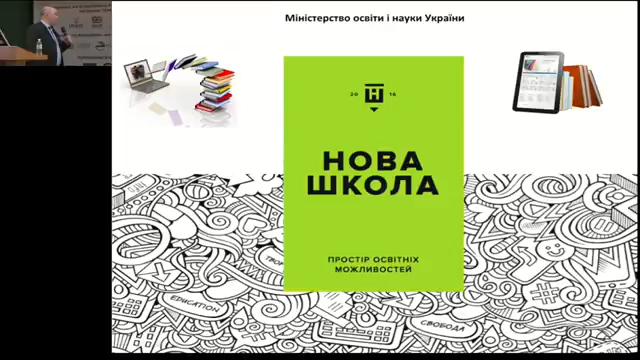 Міністерство освіти і науки України
20 Н 16
НОВА
ШКОЛА
ПРОСТІР ОСВІТНІХ
МОЖЛИВОСТЕЙ
EDUCATION
СВОБОДА